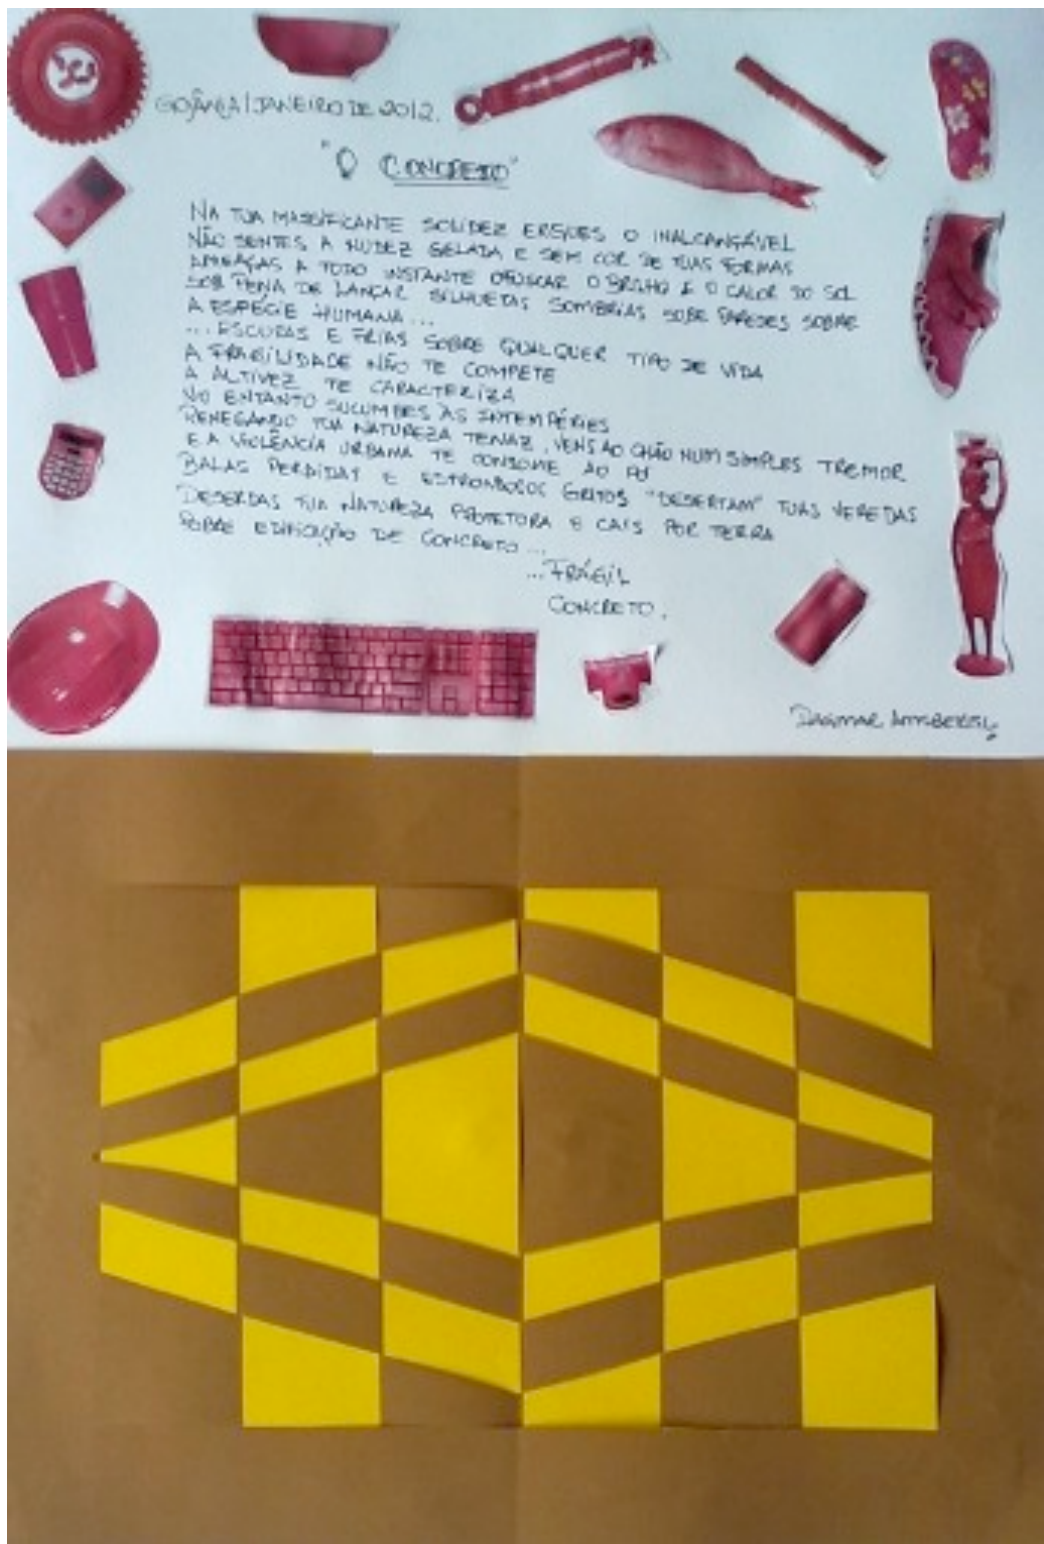 GOIÂNIA/JANEIRO DE 2012.
"O CONCRETO"
NA TUA MASSIFICANTE SOLIDEZ ERGUES O INALCANÇÁVEL
NÃO SENTES A NUDEZ GELADA E SEM COR DE TUAS FORMAS
AMEAÇAS A TODO INSTANTE OFUSCAR O BRILHO E O CALOR DO SOL
SOB PENA DE LANÇAR SILHUETAS SOMBRIAS SOBRE PAREDES SOBRE
A ESPÉCIE HUMANA...
...ESCURAS E FRIAS SOBRE QUALQUER TIPO DE VIDA
A FRAGILIDADE NÃO TE COMPETE
A ALTIVEZ TE CARACTERIZA
NO ENTANTO SUCUMBES ÀS INTEMPÉRIES
RENEGANDO TUA NATUREZA TENAZ, VENS AO CHÃO NUM SIMPLES TREMOR
E A VIOLÊNCIA URBANA TE CONSOME AO PÓ
BALAS PERDIDAS E ESTRONDOSOS GRITOS "DESERTAM" TUAS VEREDAS
DESERDAS TUA NATUREZA PROTETORA E CAIS POR TERRA
POBRE EDIFICAÇÃO DE CONCRETO...
...FRÁGIL
CONCRETO.
DAGMAR